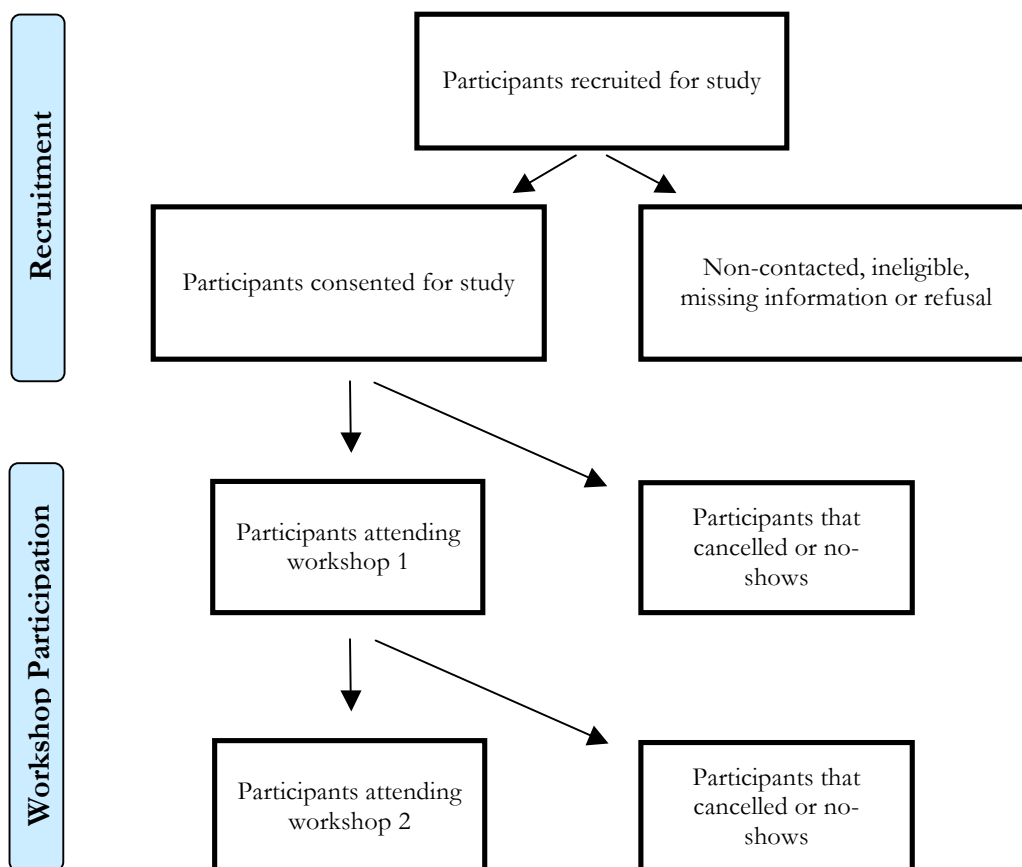 Recruitment
Participants recruited for study
Participants consented for study
Non-contacted, ineligible,
missing information or refusal
Workshop Participation
Participants attending
workshop 1
Participants that
cancelled or no-
shows
Participants attending
workshop 2
Participants that
cancelled or no-
shows